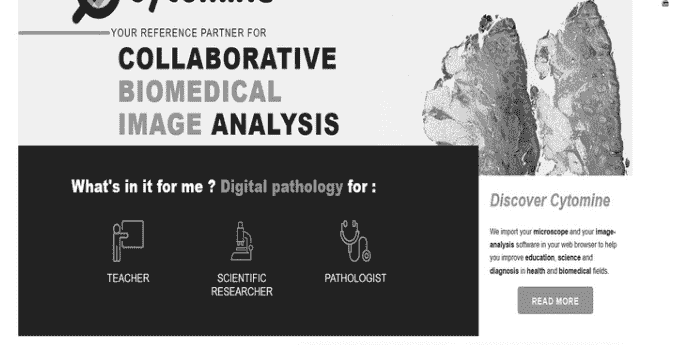 YOUR REFERENCE PARTNER FOR
COLLABORATIVE
BIOMEDICAL
IMAGE ANALYSIS
What's in it for me ? Digital pathology for :
TEACHER
SCIENTIFIC
RESEARCHER
PATHOLOGIST
Discover Cytomine
We import your microscope and your image-
analysis software in your web browser to help
you improve education, science and
diagnosis in health and biomedical fields.
READ MORE